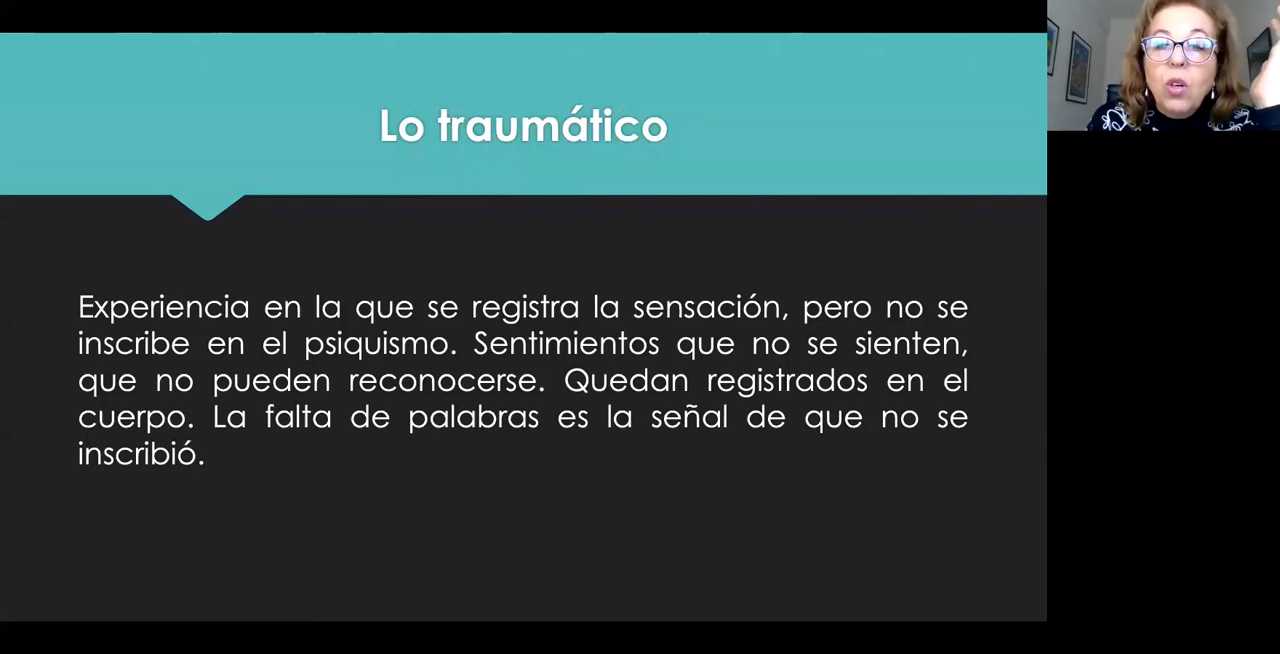 Lo traumático
Experiencia en la que se registra la sensación, pero no se
inscribe en el psiquismo. Sentimientos que no se sienten,
que no pueden reconocerse. Quedan registrados en el
cuerpo. La falta de palabras es la señal de que no se
inscribió.